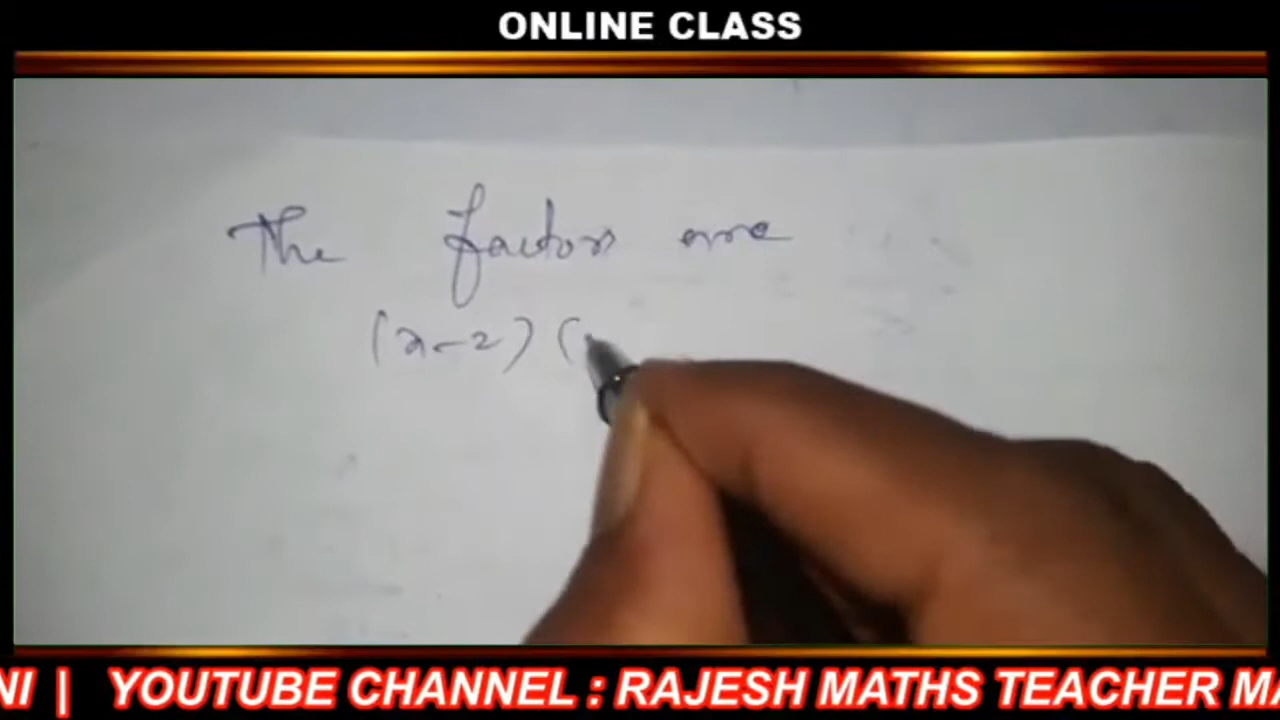 ONLINE CLASS
The factors are
(x-2) (
NI | YOUTUBE CHANNEL : RAJESH MATHS TEACHER MA